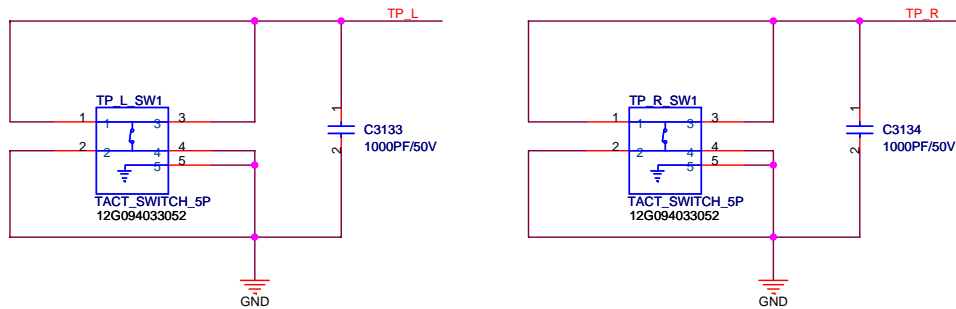 TP_L
TP_L_SW1
1 1 3 3
2 2 4 4
5 5
TACT_SWITCH_5P
12G094033052
1
C3133
1000PF/50V
2
GND
TP_R
TP_R_SW1
1 1 3 3
2 2 4 4
5 5
TACT_SWITCH_5P
12G094033052
1
C3134
1000PF/50V
2
GND